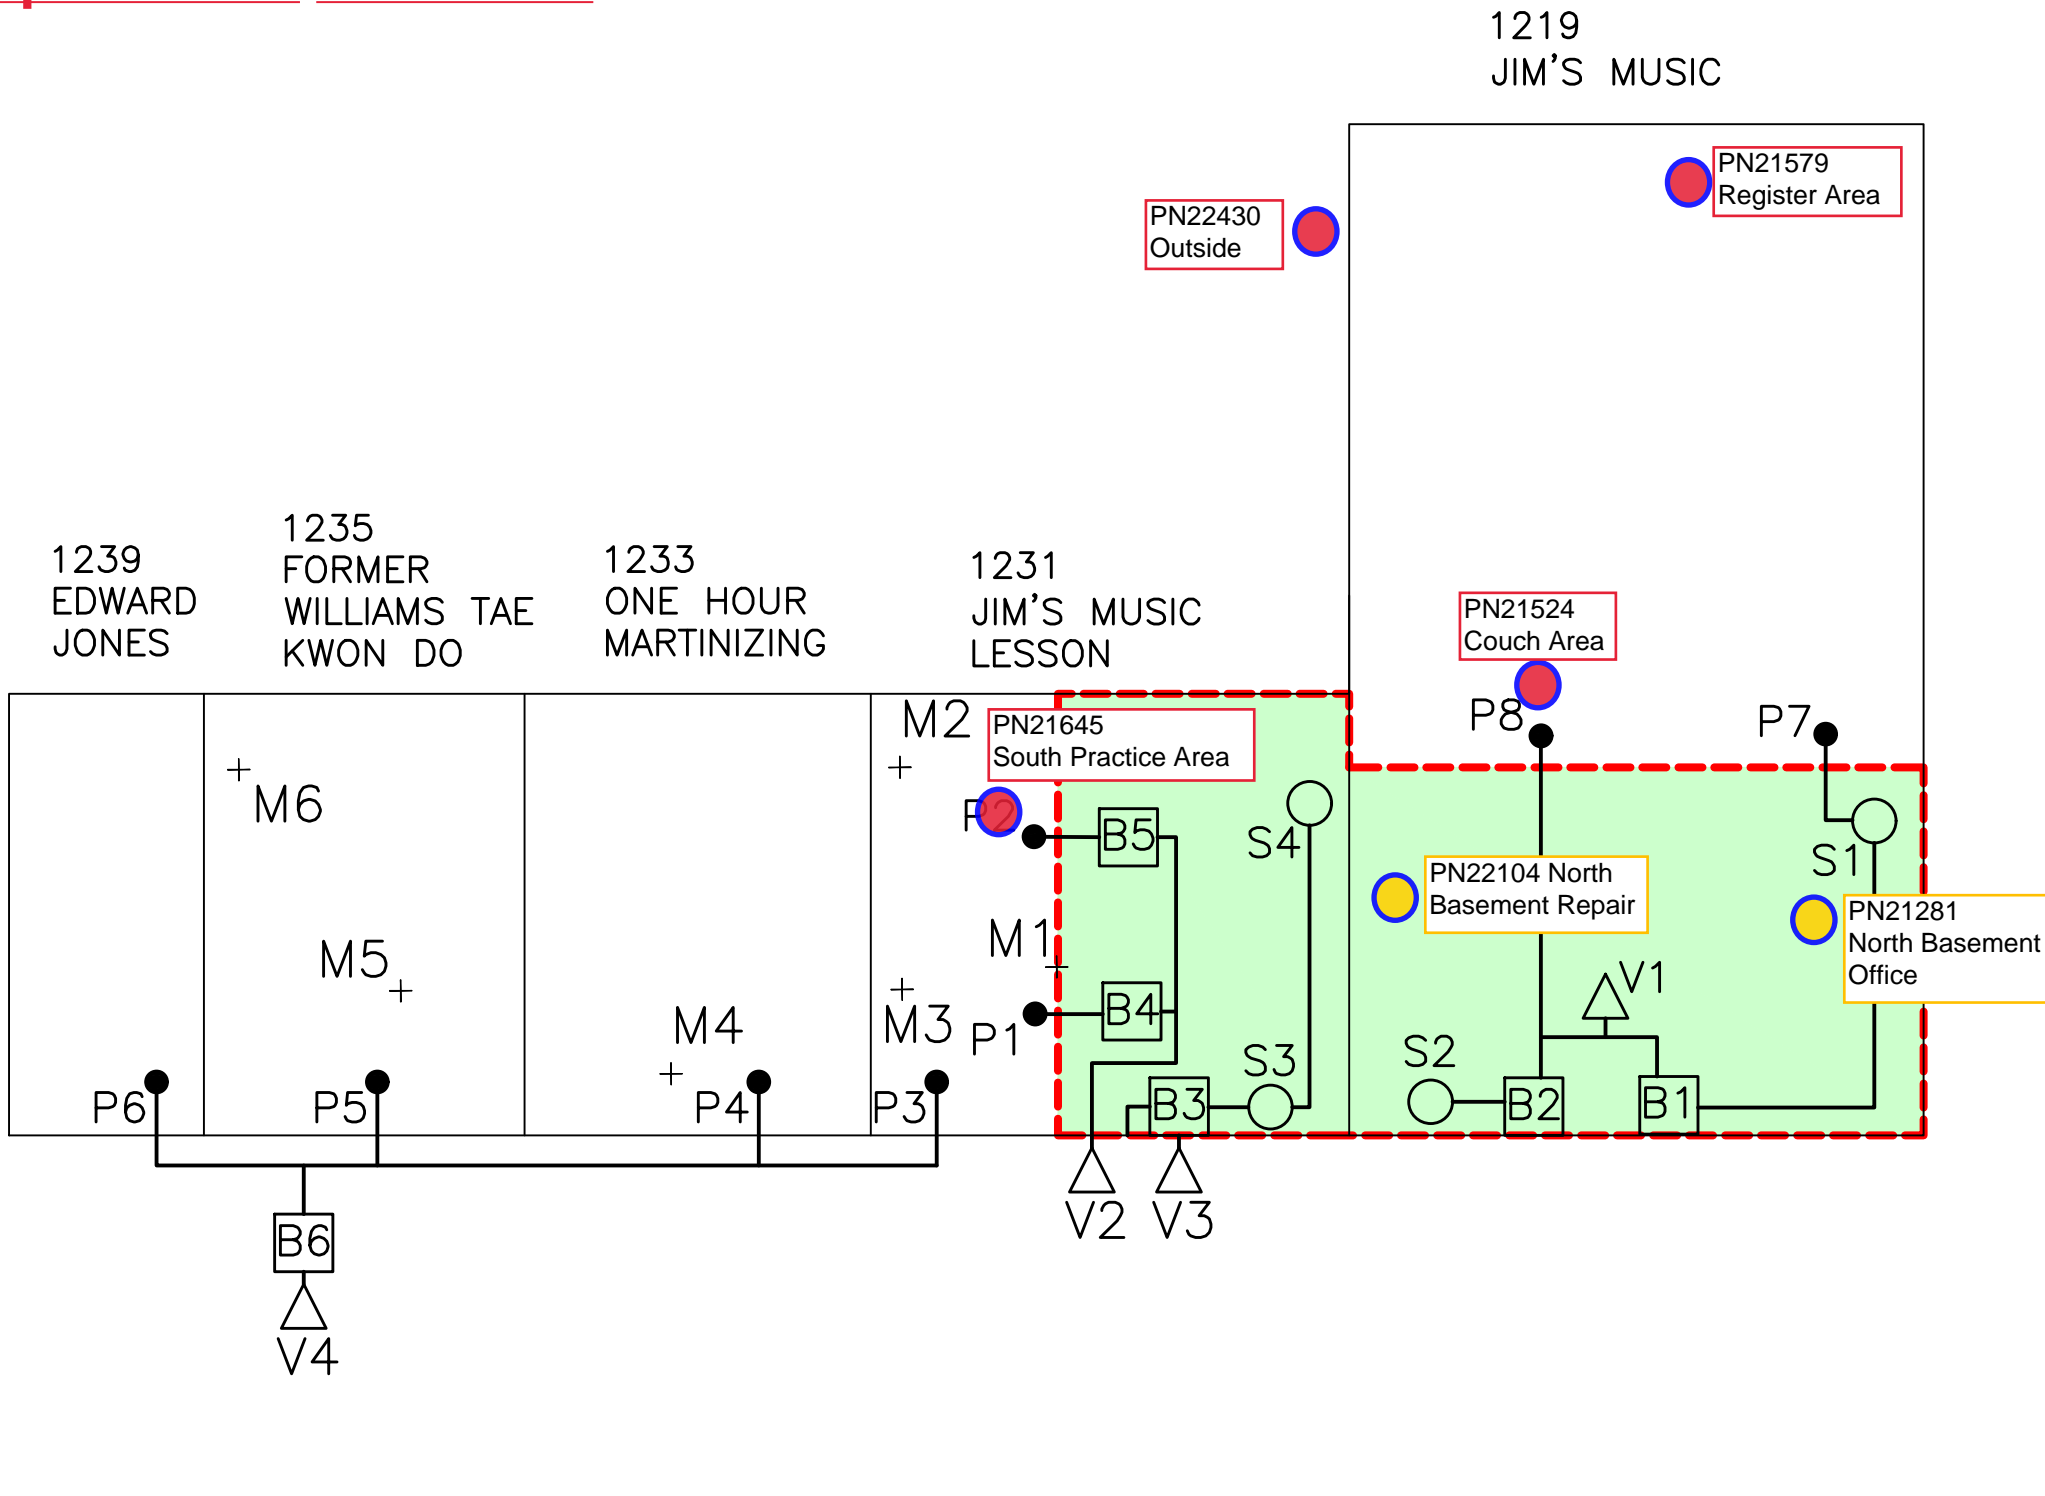 1219
JIM'S MUSIC
PN21579
Register Area
PN22430
Outside
1239
EDWARD
JONES
1235
FORMER
WILLIAMS TAE
KWON DO
1233
ONE HOUR
MARTINIZING
1231
JIM'S MUSIC
LESSON
PN21524
Couch Area
M2
PN21645
South Practice Area
P8
P7
M6
P2
B5
S4
S1
PN22104 North
Basement Repair
PN21281
North Basement
Office
M5
M1
V1
M4
M3
P1
B4
S3
S2
P6
P5
P4
P3
B3
B2
B1
V2
V3
B6
V4